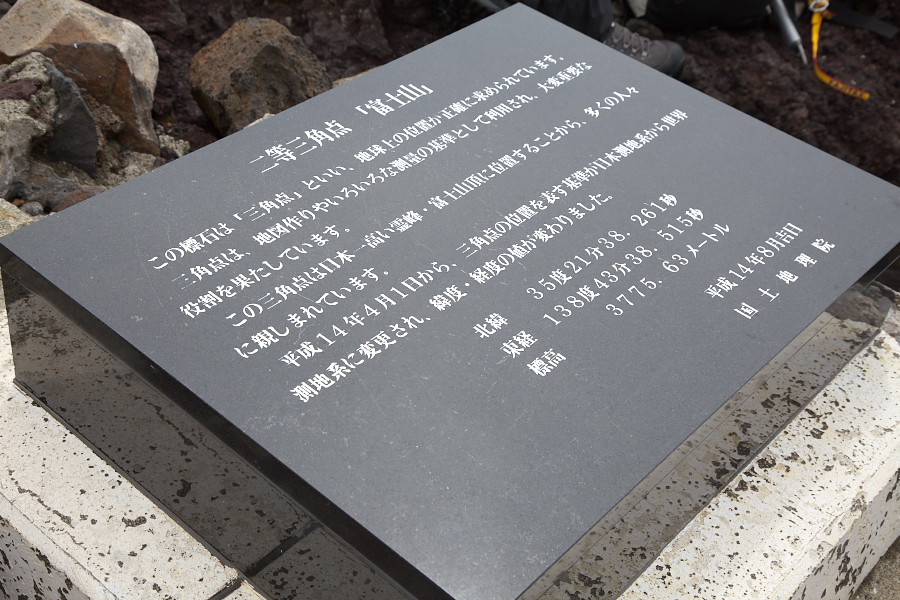 二等三角点 「富士山」
この標石は「三角点」といい、地球上の位置が正確に求められています。
三角点は、地図作りやいろいろな測量の基準として利用され、大変重要な
役割を果たしています。
この三角点は日本一高い霊峰 富士山頂に位置することから、多くの人々
に親しまれています。
平成14年4月1日から、三角点の位置を表す基準が日本測地系から世界
測地系に変更され、緯度・経度の値が変わりました。
北緯 35度21分38.261秒
東経 138度43分38.515秒
標高 3775.63メートル
平成14年8月吉日
国土地理院